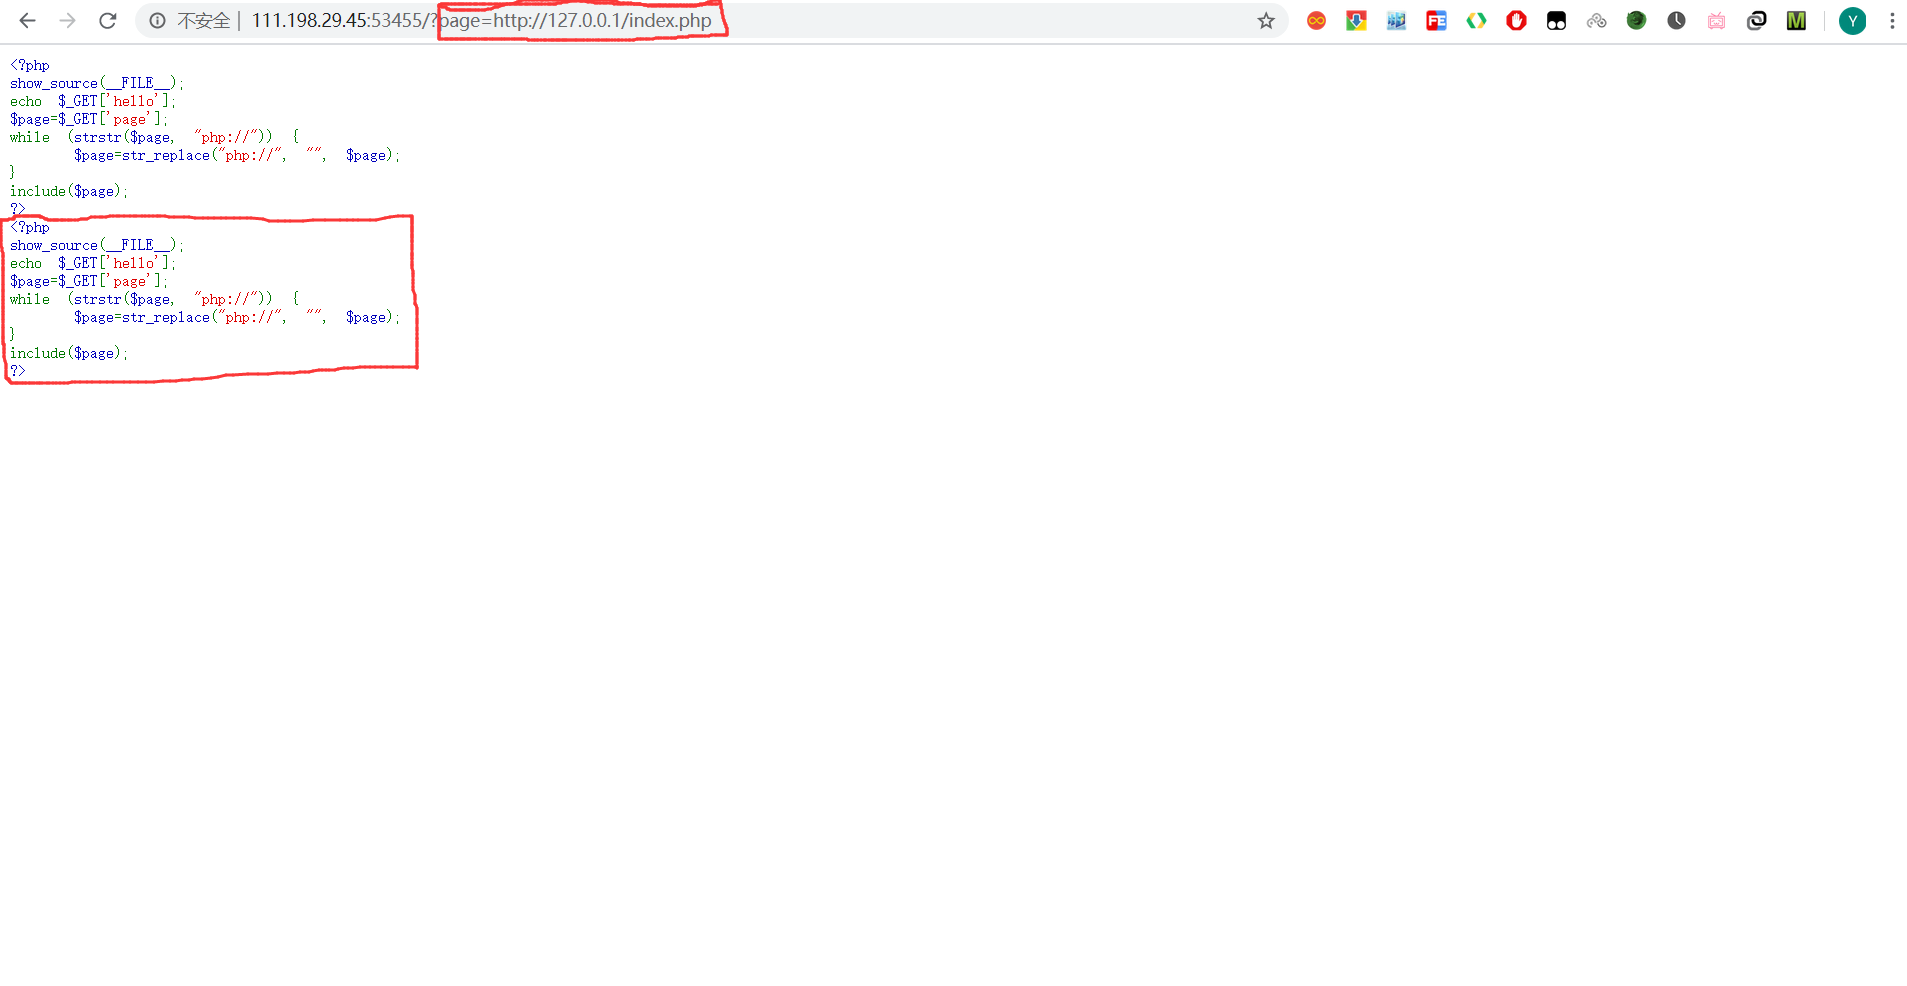 不安全 | 111.198.29.45:53455/?page=http://127.0.0.1/index.php
FE
M
Y
<?php
show_source(__FILE__);
echo $_GET['hello'];
$page=$_GET['page'];
while (strstr($page, "php://")) {
$page=str_replace("php://", "", $page);
}
include($page);
?>
<?php
show_source(__FILE__);
echo $_GET['hello'];
$page=$_GET['page'];
while (strstr($page, "php://")) {
$page=str_replace("php://", "", $page);
}
include($page);
?>